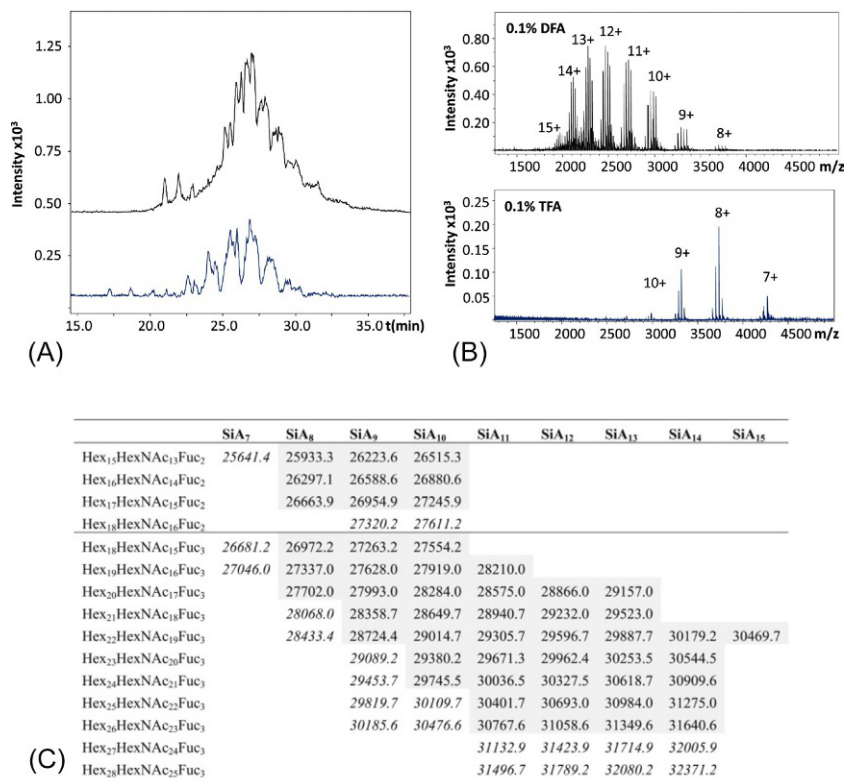 1.25
1.00
0.75
0.50
0.25
Intensity x10³
15.0 20.0 25.0 30.0 35.0 t(min)
(A)
0.1% DFA
0.80
0.60
0.40
0.20
Intensity x10³
15+ 14+ 13+ 12+ 11+ 10+ 9+ 8+
1500 2000 2500 3000 3500 4000 4500 m/z
0.1% TFA
0.25
0.20
0.15
0.10
0.05
Intensity x10³
10+ 9+ 8+ 7+
1500 2000 2500 3000 3500 4000 4500 m/z
(B)
SiA₇ SiA₈ SiA₉ SiA₁₀ SiA₁₁ SiA₁₂ SiA₁₃ SiA₁₄ SiA₁₅
Hex₁₅HexNAc₁₃Fuc₂ 25641.4 25933.3 26223.6 26515.3
Hex₁₆HexNAc₁₄Fuc₂ 26297.1 26588.6 26880.6
Hex₁₇HexNAc₁₅Fuc₂ 26663.9 26954.9 27245.9
Hex₁₈HexNAc₁₆Fuc₂ 27320.2 27611.2
Hex₁₈HexNAc₁₅Fuc₃ 26681.2 26972.2 27263.2 27554.2
Hex₁₉HexNAc₁₆Fuc₃ 27046.0 27337.0 27628.0 27919.0 28210.0
Hex₂₀HexNAc₁₇Fuc₃ 27702.0 27993.0 28284.0 28575.0 28866.0 29157.0
Hex₂₁HexNAc₁₈Fuc₃ 28068.0 28358.7 28649.7 28940.7 29232.0 29523.0
Hex₂₂HexNAc₁₉Fuc₃ 28433.4 28724.4 29014.7 29305.7 29596.7 29887.7 30179.2 30469.7
Hex₂₃HexNAc₂₀Fuc₃ 29089.2 29380.2 29671.3 29962.4 30253.5 30544.5
Hex₂₄HexNAc₂₁Fuc₃ 29453.7 29745.5 30036.5 30327.5 30618.7 30909.6
Hex₂₅HexNAc₂₂Fuc₃ 29819.7 30109.7 30401.7 30693.0 30984.0 31275.0
Hex₂₆HexNAc₂₃Fuc₃ 30185.6 30476.6 30767.6 31058.6 31349.6 31640.6
Hex₂₇HexNAc₂₄Fuc₃ 31132.9 31423.9 31714.9 32005.9
Hex₂₈HexNAc₂₅Fuc₃ 31496.7 31789.2 32080.2 32371.2
(C)